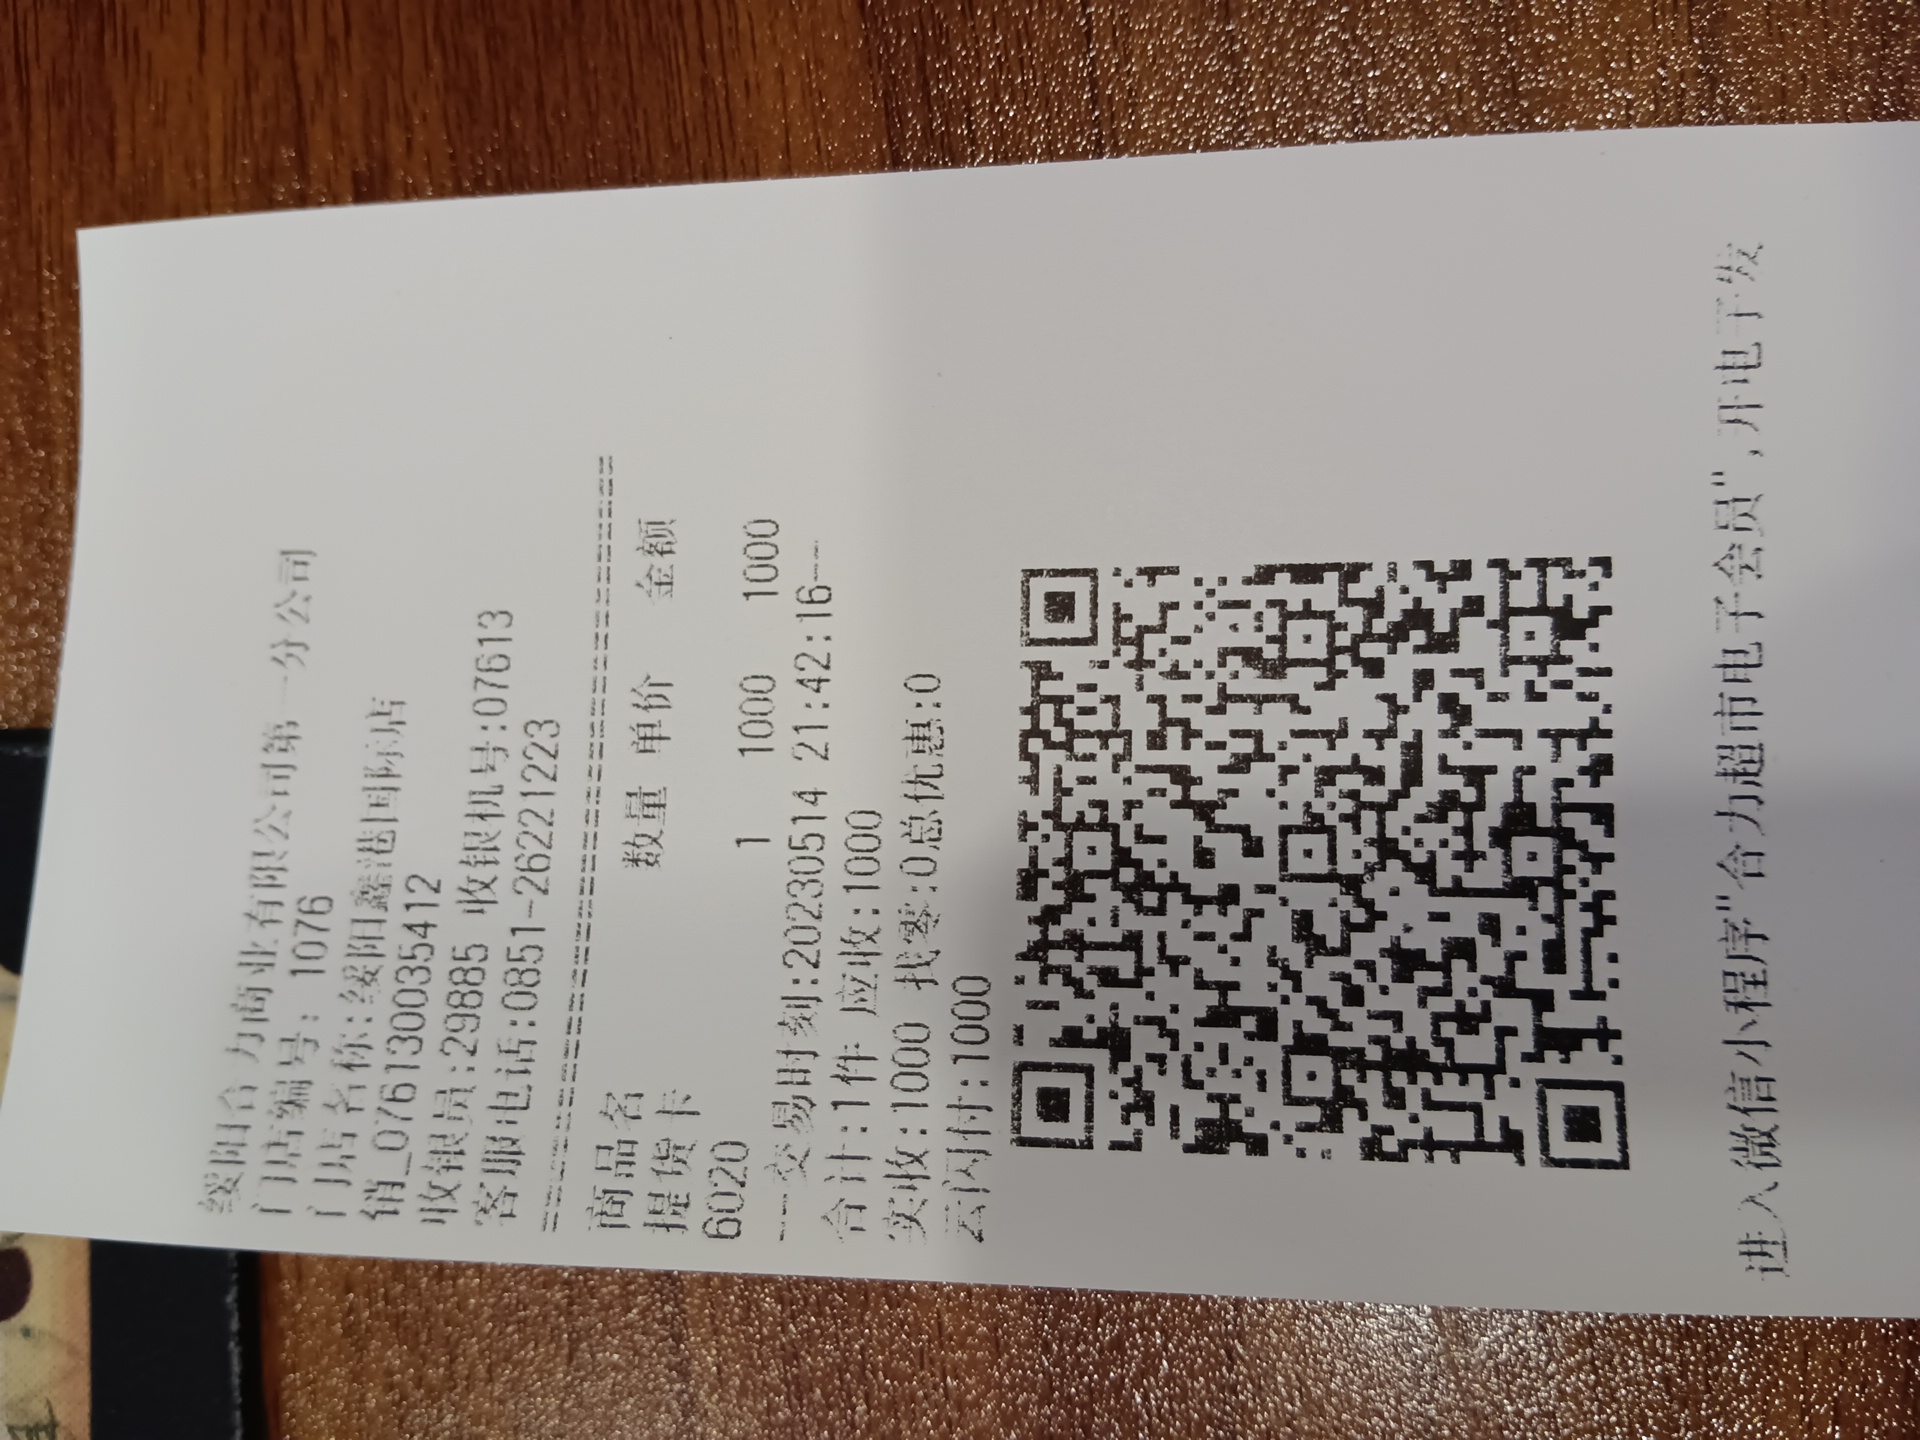 绥阳合力商业有限公司第一分公司
门店编号: 1076
门店名称:绥阳鑫港国际店
销_0761300035412
收银员:29885 收银机号:07613
客服电话:0851-26221223
================================
商品名 数量 单价 金额
提货卡
6020 1 1000 1000
--交易时刻:20230514 21:42:16--
合计:1件 应收:1000
实收:1000 找零:0总优惠:0
云闪付:1000
进入微信小程序"合力超市电子会员",开电子发